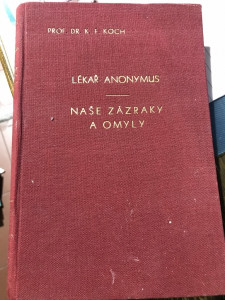 PROF. DR. K. F. KOCH
LÉKAŘ ANONYMUS
NAŠE ZÁZRAKY
A OMYLY